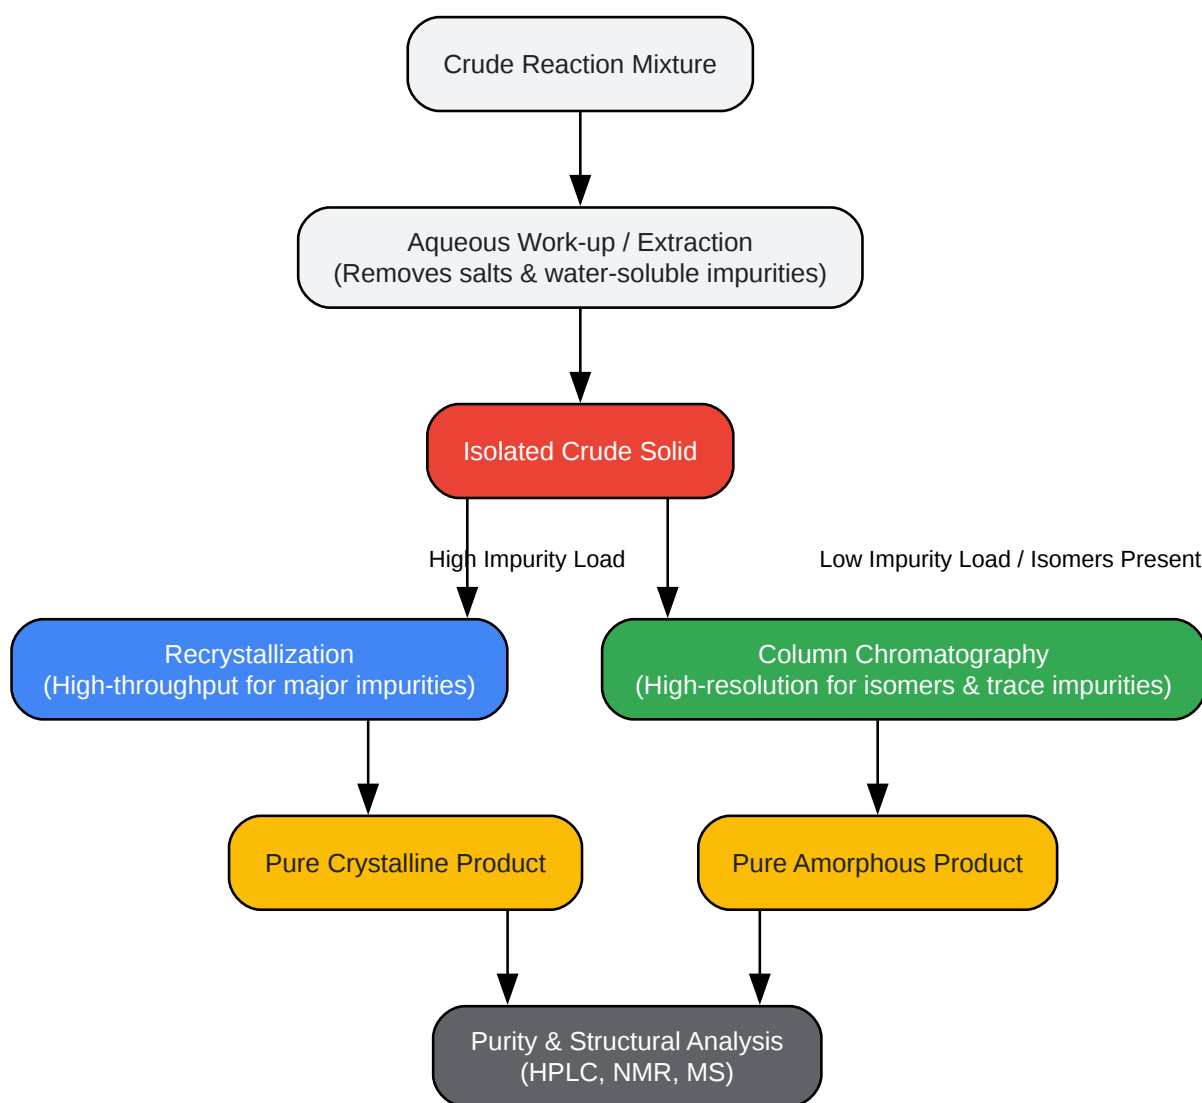 Crude Reaction Mixture
Aqueous Work-up / Extraction
(Removes salts & water-soluble impurities)
Isolated Crude Solid
High Impurity Load
Low Impurity Load / Isomers Present
Recrystallization
(High-throughput for major impurities)
Column Chromatography
(High-resolution for isomers & trace impurities)
Pure Crystalline Product
Pure Amorphous Product
Purity & Structural Analysis
(HPLC, NMR, MS)